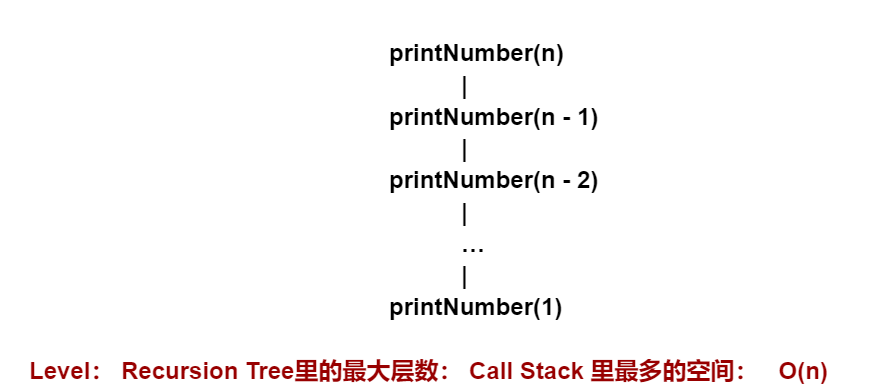 printNumber(n)
|
printNumber(n - 1)
|
printNumber(n - 2)
|
...
|
printNumber(1)
Level： Recursion Tree里的最大层数： Call Stack 里最多的空间： O(n)